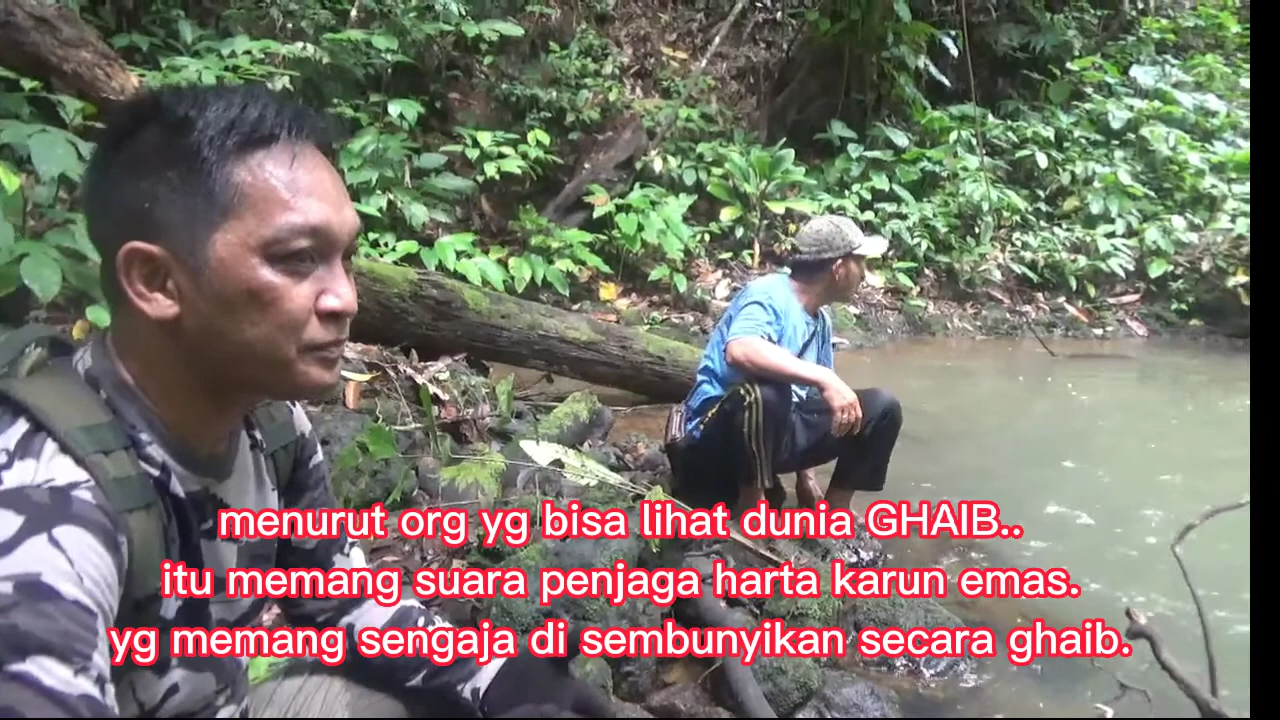 menurut org yg bisa lihat dunia GHAIB..
itu memang suara penjaga harta karun emas.
yg memang sengaja di sembunyikan secara ghaib.